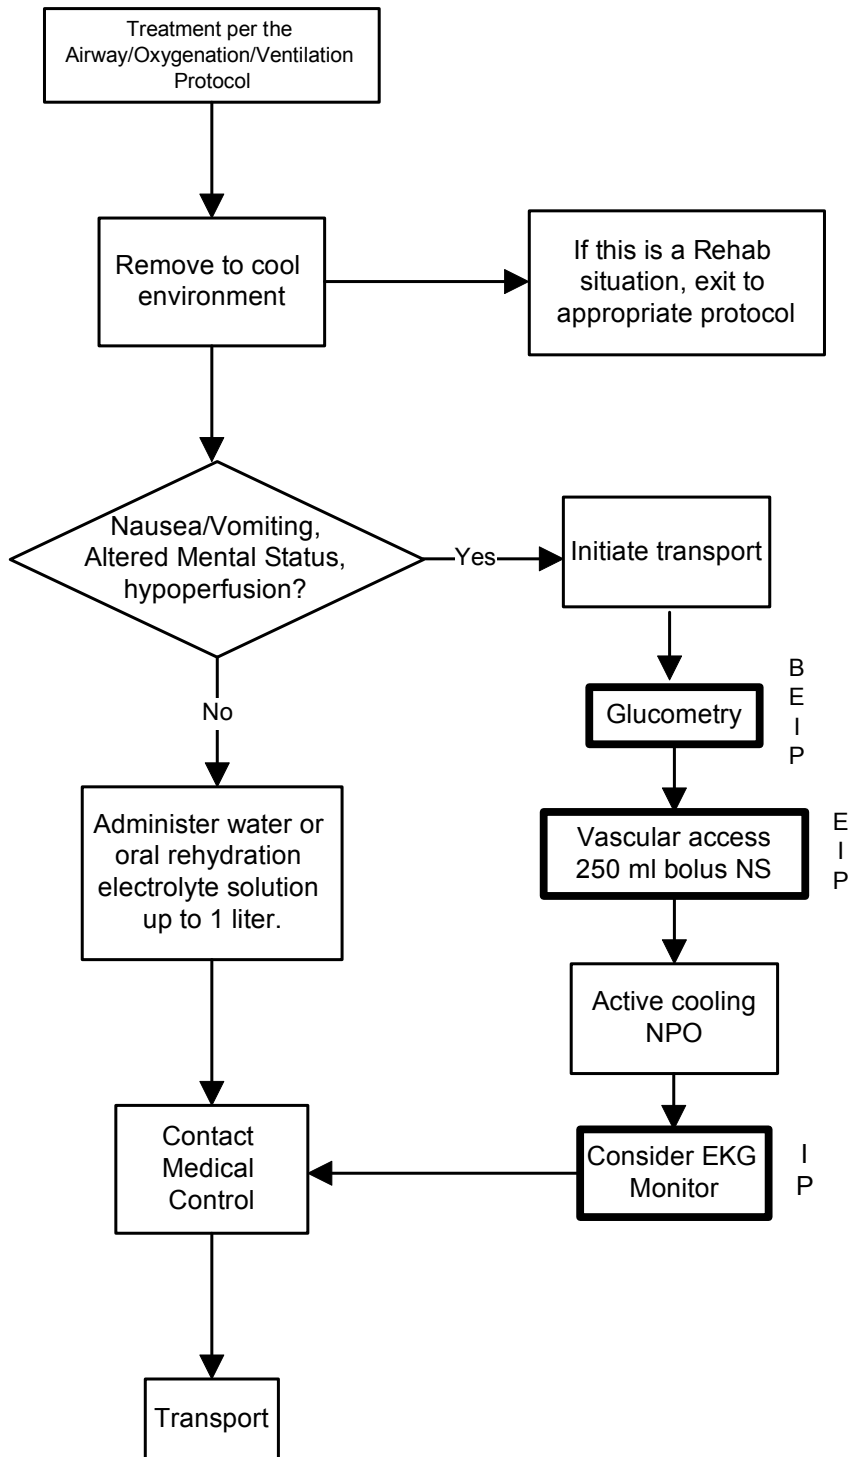 Treatment per the
Airway/Oxygenation/Ventilation
Protocol
Remove to cool
environment
If this is a Rehab
situation, exit to
appropriate protocol
Nausea/Vomiting,
Altered Mental Status,
hypoperfusion?
Yes
Initiate transport
No
Glucometry
B
E
I
P
Vascular access
250 ml bolus NS
E
I
P
Administer water or
oral rehydration
electrolyte solution
up to 1 liter.
Active cooling
NPO
Contact
Medical
Control
Consider EKG
Monitor
I
P
Transport